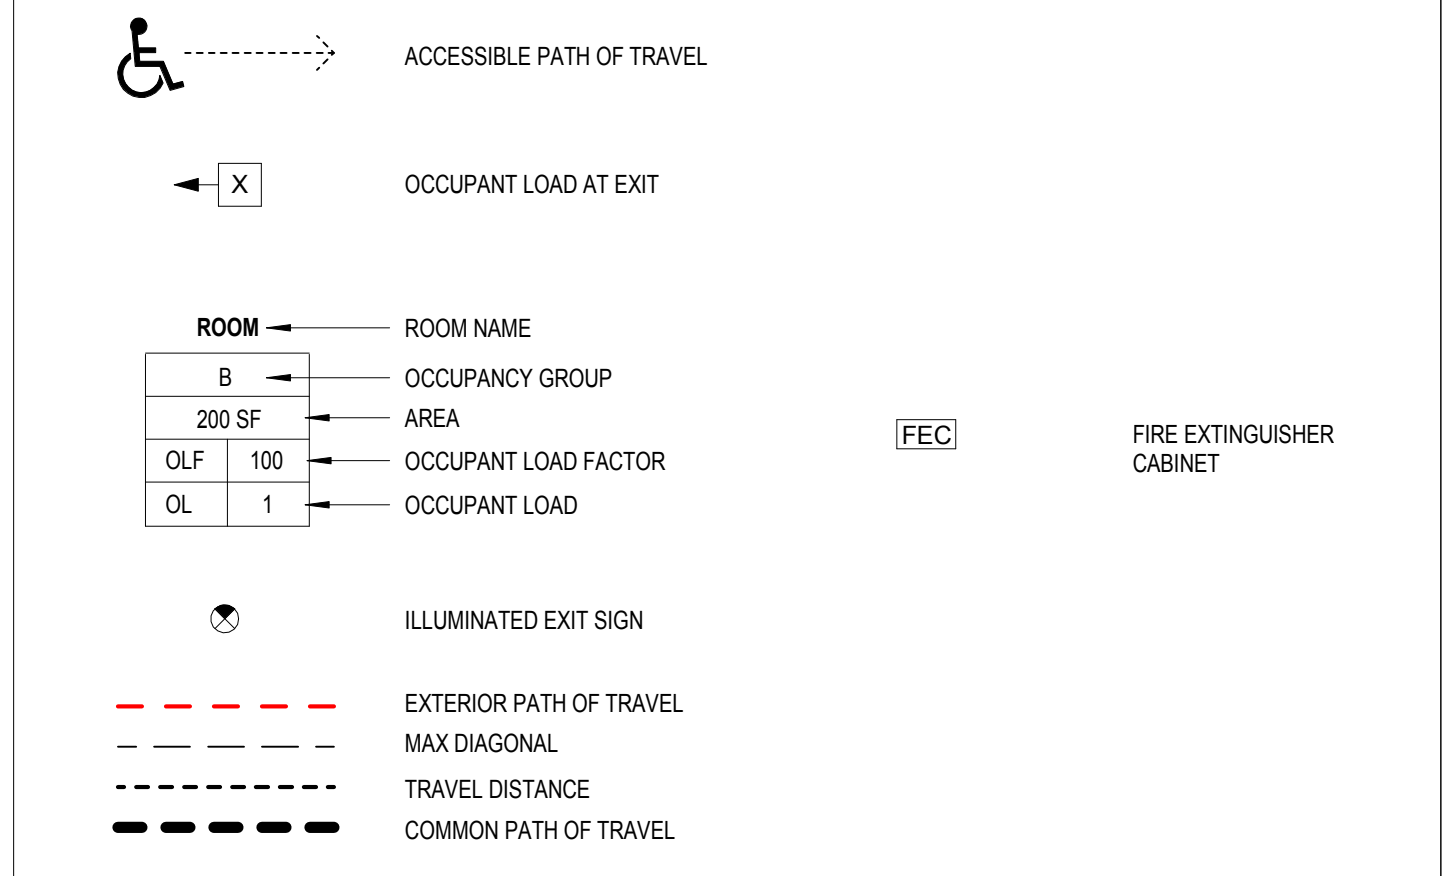 ACCESSIBLE PATH OF TRAVEL
X OCCUPANT LOAD AT EXIT
ROOM ROOM NAME
B OCCUPANCY GROUP
200 SF AREA
OLF 100 OCCUPANT LOAD FACTOR
OL 1 OCCUPANT LOAD
FEC FIRE EXTINGUISHER
CABINET
ILLUMINATED EXIT SIGN
EXTERIOR PATH OF TRAVEL
MAX DIAGONAL
TRAVEL DISTANCE
COMMON PATH OF TRAVEL